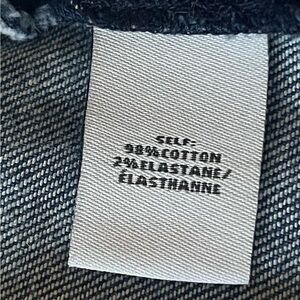 SELF:
98%COTTON
2%ELASTANE/
ÉLASTHANNE